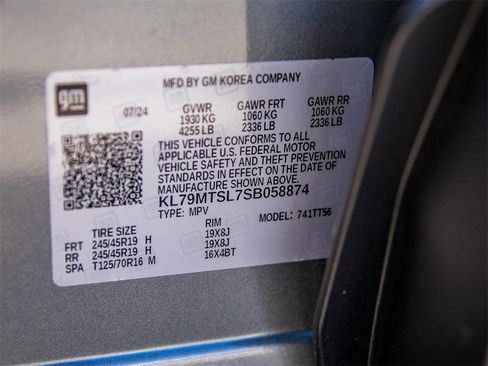 gm
MFD BY GM KOREA COMPANY
07/24 GVWR GAWR FRT GAWR RR
1930 KG 1060 KG 1060 KG
4255 LB 2336 LB 2336 LB
THIS VEHICLE CONFORMS TO ALL
APPLICABLE U.S. FEDERAL MOTOR
VEHICLE SAFETY AND THEFT PREVENTION
STANDARDS IN EFFECT ON THE DATE OF
MANUFACTURE SHOWN ABOVE.
KL79MTSL7SB058874
TYPE: MPV MODEL: 741TT56
TIRE SIZE RIM
FRT 245/45R19 H 19X8J
RR 245/45R19 H 19X8J
SPA T125/70R16 M 16X4BT